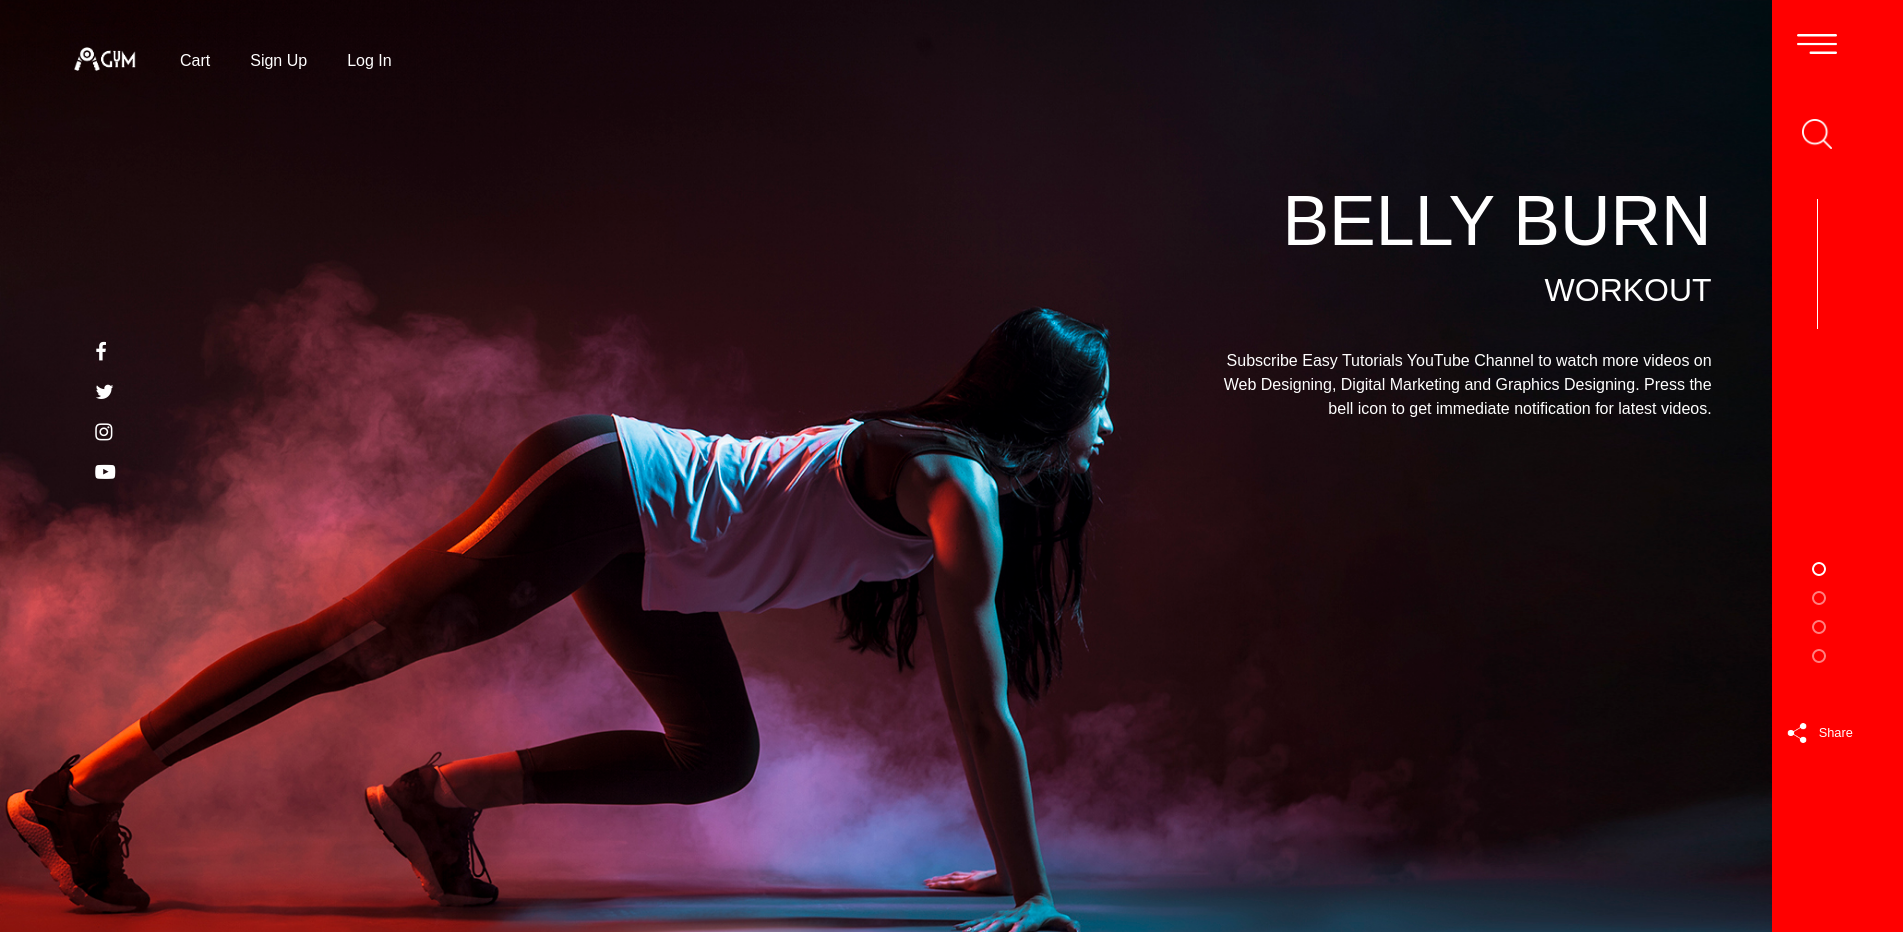 GYM
Cart
Sign Up
Log In
BELLY BURN
WORKOUT
Subscribe Easy Tutorials YouTube Channel to watch more videos on
Web Designing, Digital Marketing and Graphics Designing. Press the
bell icon to get immediate notification for latest videos.
Share